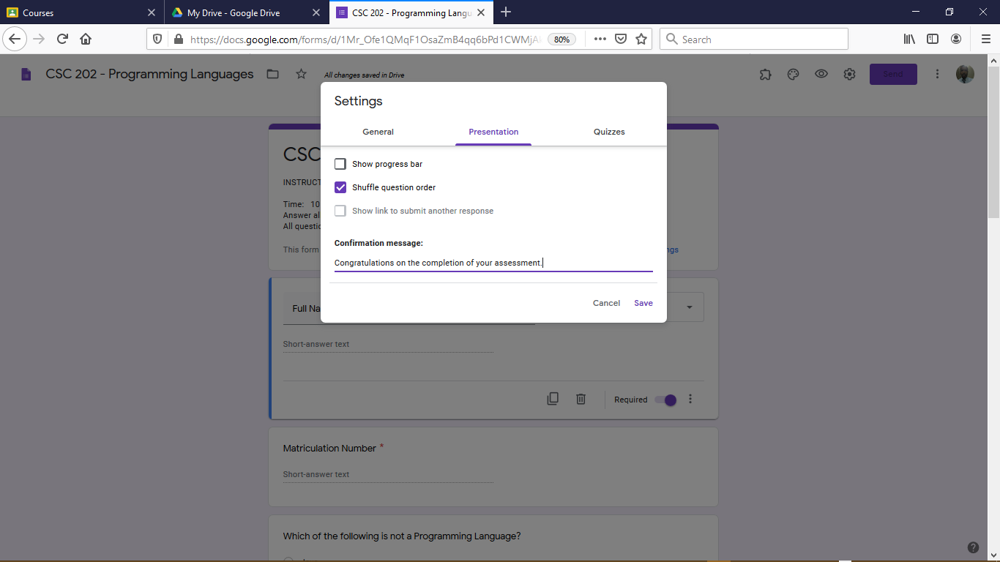 Courses
My Drive - Google Drive
CSC 202 - Programming Langu
https://docs.google.com/forms/d/1Mr_Ofe1QMqF1OsaZmB4qq6bPd1CWMjA
80%
Search
CSC 202 - Programming Languages
All changes saved in Drive
Send
Settings
General
Presentation
Quizzes
CSC
Show progress bar
INSTRUCT
Shuffle question order
Time: 10
Answer al
Show link to submit another response
All questio
Confirmation message:
This form
ngs
Congratulations on the completion of your assessment.
Cancel
Save
Full Na
Short-answer text
Required
Matriculation Number *
Short-answer text
Which of the following is not a Programming Language?